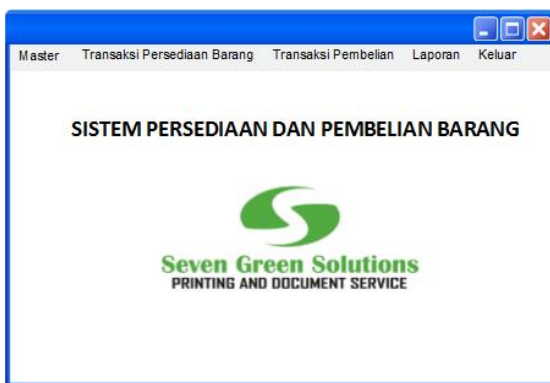 Master Transaksi Persediaan Barang Transaksi Pembelian Laporan Keluar
SISTEM PERSEDIAAN DAN PEMBELIAN BARANG
Seven Green Solutions
PRINTING AND DOCUMENT SERVICE